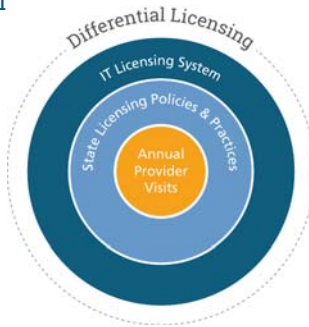 Differential Licensing
IT Licensing System
State Licensing Policies & Practices
Annual
Provider
Visits